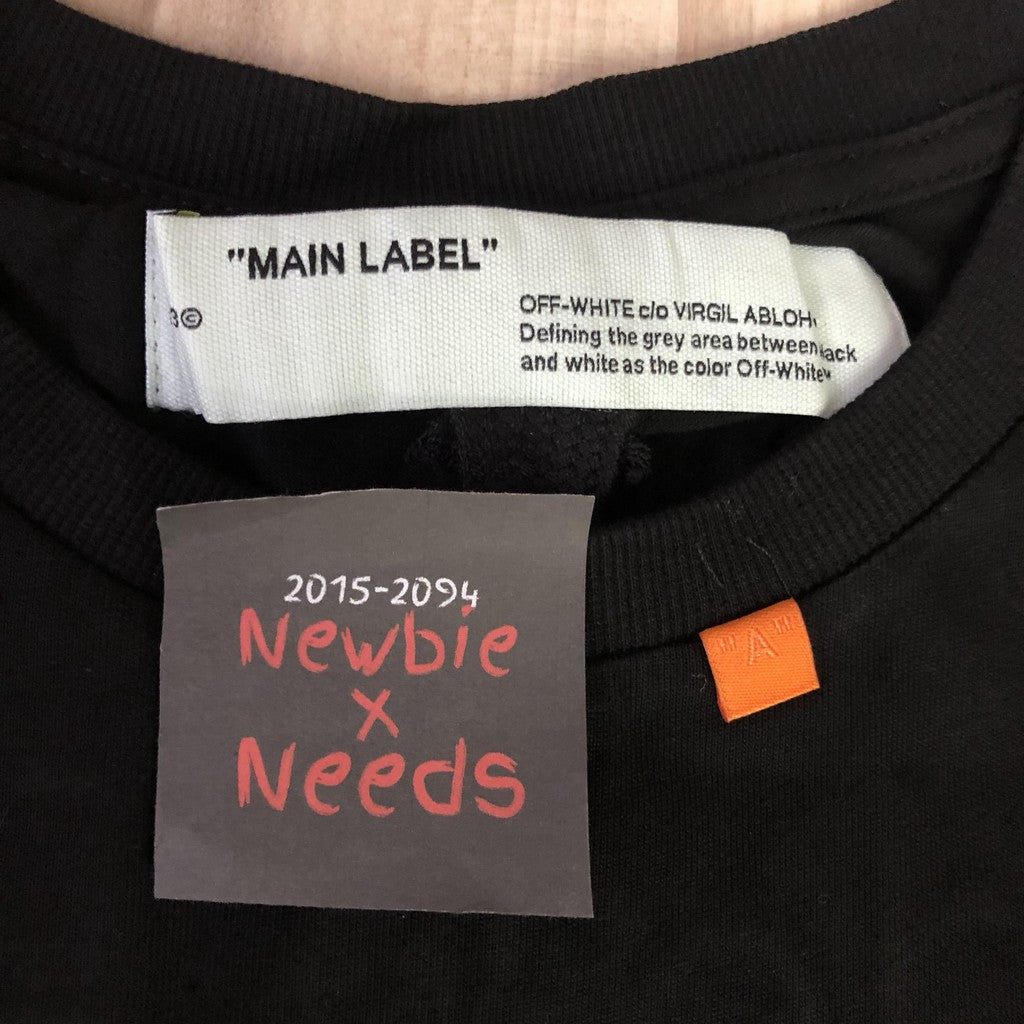 "MAIN LABEL"
©
OFF-WHITE c/o VIRGIL ABLOH
Defining the grey area between
and white as the color Off-White
2015-2094
Newbie
x
Needs
"A"